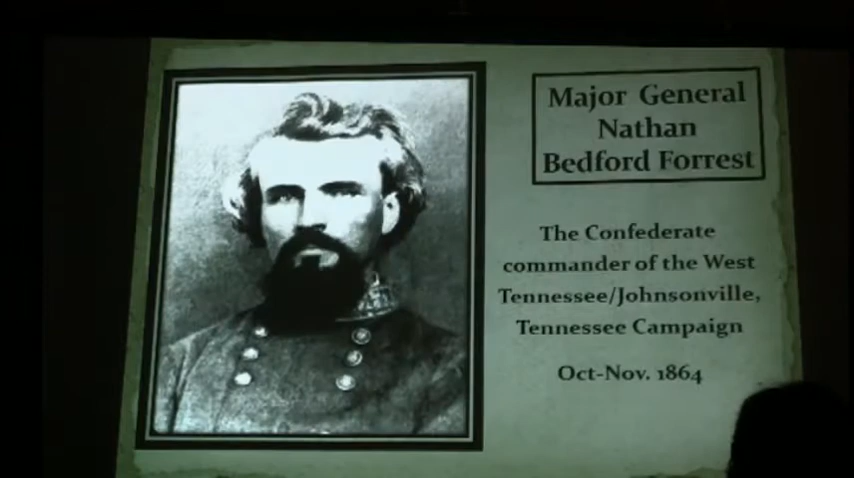 Major General
Nathan
Bedford Forrest
The Confederate
commander of the West
Tennessee/Johnsonville,
Tennessee Campaign
Oct-Nov. 1864